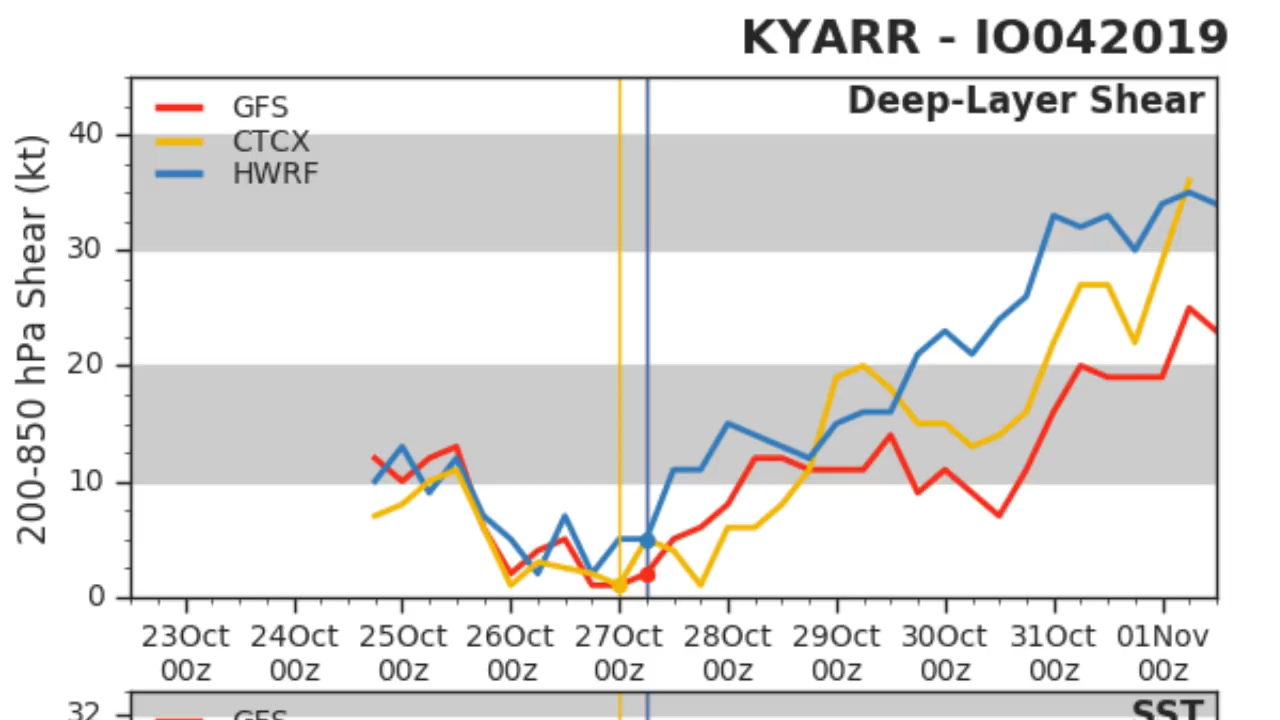 KYARR - IO042019
Deep-Layer Shear
GFS
CTCX
HWRF
200-850 hPa Shear (kt)
40
30
20
10
0
23Oct 24Oct 25Oct 26Oct 27Oct 28Oct 29Oct 30Oct 31Oct 01Nov
00z 00z 00z 00z 00z 00z 00z 00z 00z 00z
32
GFS
SST